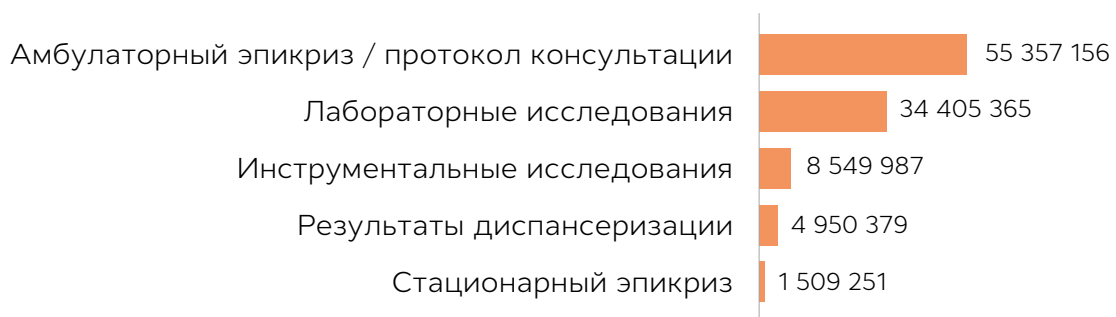 Амбулаторный эпикриз / протокол консультации 55 357 156
Лабораторные исследования 34 405 365
Инструментальные исследования 8 549 987
Результаты диспансеризации 4 950 379
Стационарный эпикриз 1 509 251